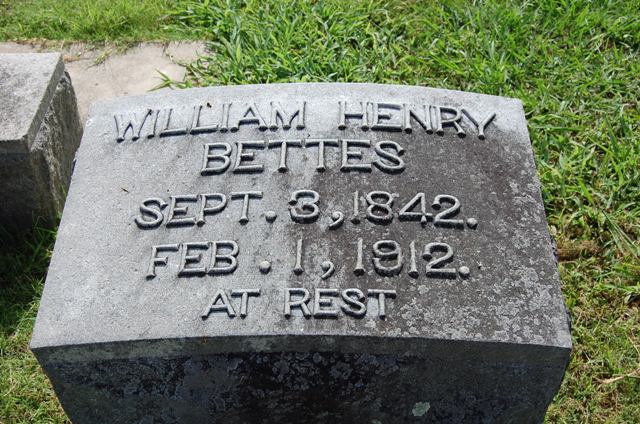 WILLIAM HENRY
BETTES
SEPT. 3, 1842.
FEB. 1, 1912.
AT REST